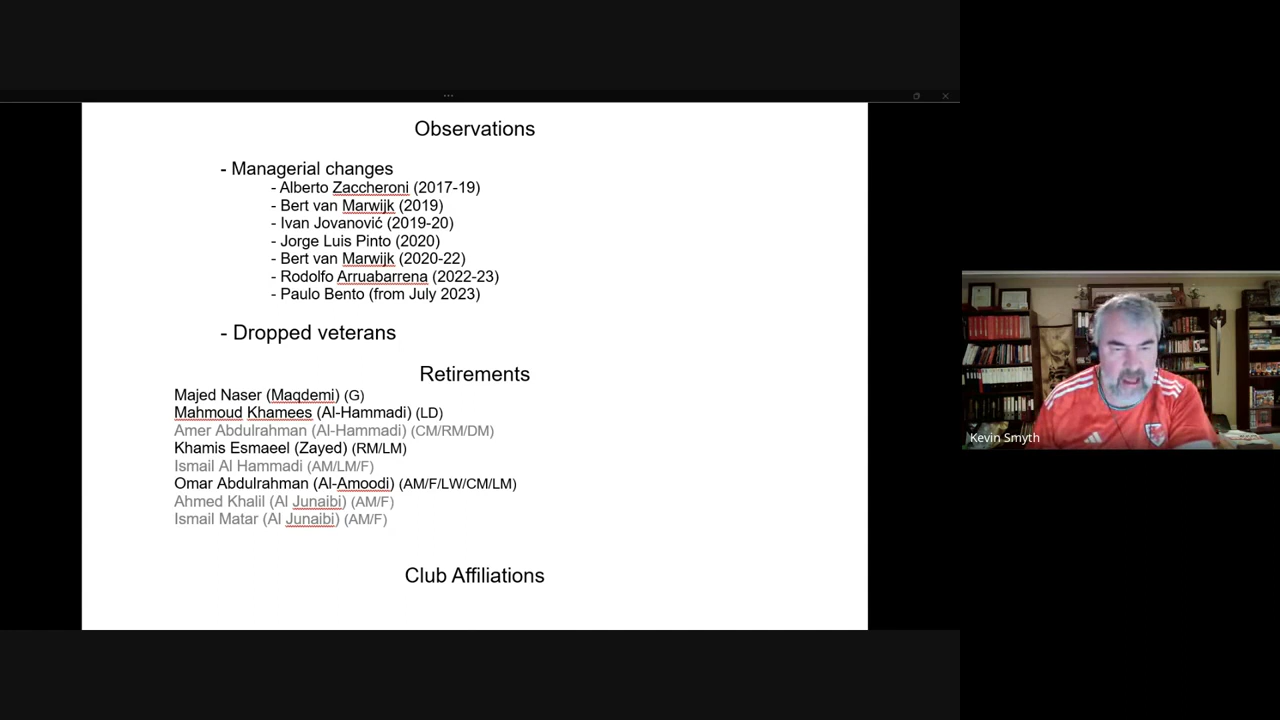 Observations
- Managerial changes
- Alberto Zaccheroni (2017-19)
- Bert van Marwijk (2019)
- Ivan Jovanović (2019-20)
- Jorge Luis Pinto (2020)
- Bert van Marwijk (2020-22)
- Rodolfo Arruabarrena (2022-23)
- Paulo Bento (from July 2023)
- Dropped veterans
Retirements
Majed Naser (Maqdemi) (G)
Mahmoud Khamees (Al-Hammadi) (LD)
Amer Abdulrahman (Al-Hammadi) (CM/RM/DM)
Khamis Esmaeel (Zayed) (RM/LM)
Ismail Al Hammadi (AM/LM/F)
Omar Abdulrahman (Al-Amoodi) (AM/F/LW/CM/LM)
Ahmed Khalil (Al Junaibi) (AM/F)
Ismail Matar (Al Junaibi) (AM/F)
Club Affiliations
Kevin Smyth